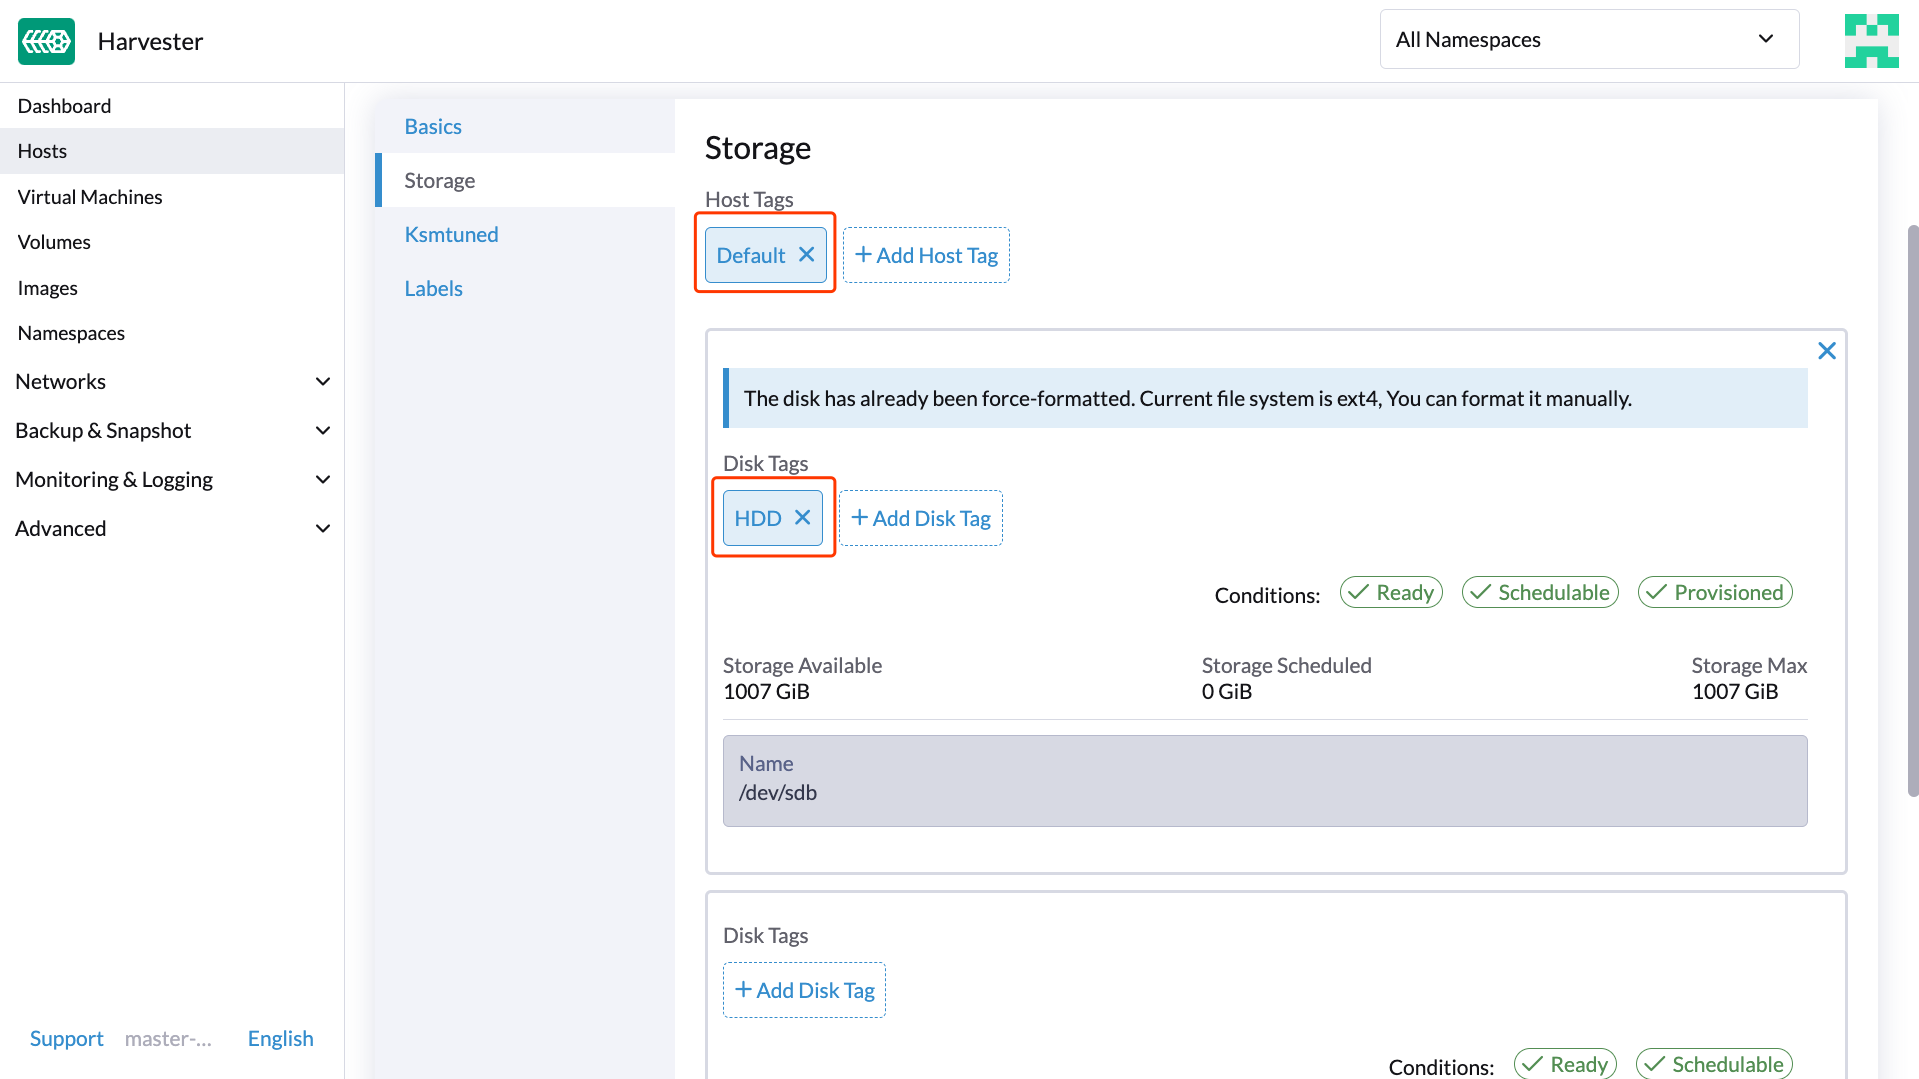 Harvester
All Namespaces
Dashboard
Hosts
Virtual Machines
Volumes
Images
Namespaces
Networks
Backup & Snapshot
Monitoring & Logging
Advanced
Support master-... English
Basics
Storage
Ksmtuned
Labels
Storage
Host Tags
Default
Add Host Tag
The disk has already been force-formatted. Current file system is ext4, You can format it manually.
Disk Tags
HDD
Add Disk Tag
Conditions: Ready Schedulable Provisioned
Storage Available Storage Scheduled Storage Max
1007 GiB 0 GiB 1007 GiB
Name
/dev/sdb
Disk Tags
Add Disk Tag
Conditions: Ready Schedulable